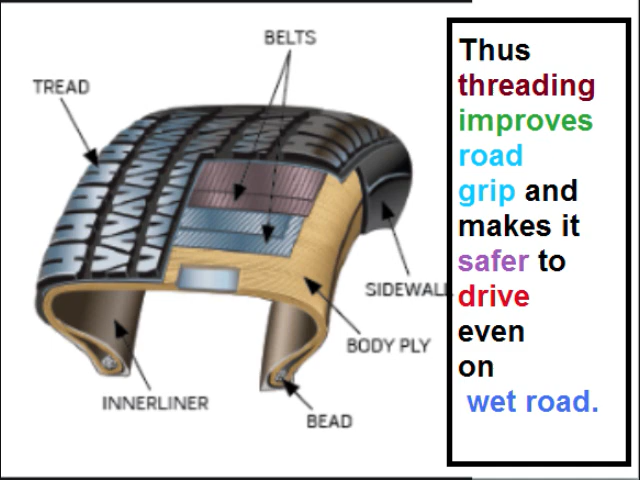 BELTS
TREAD
SIDEWALL
BODY PLY
INNERLINER
BEAD
Thus
threading
improves
road
grip and
makes it
safer to
drive
even
on
wet road.